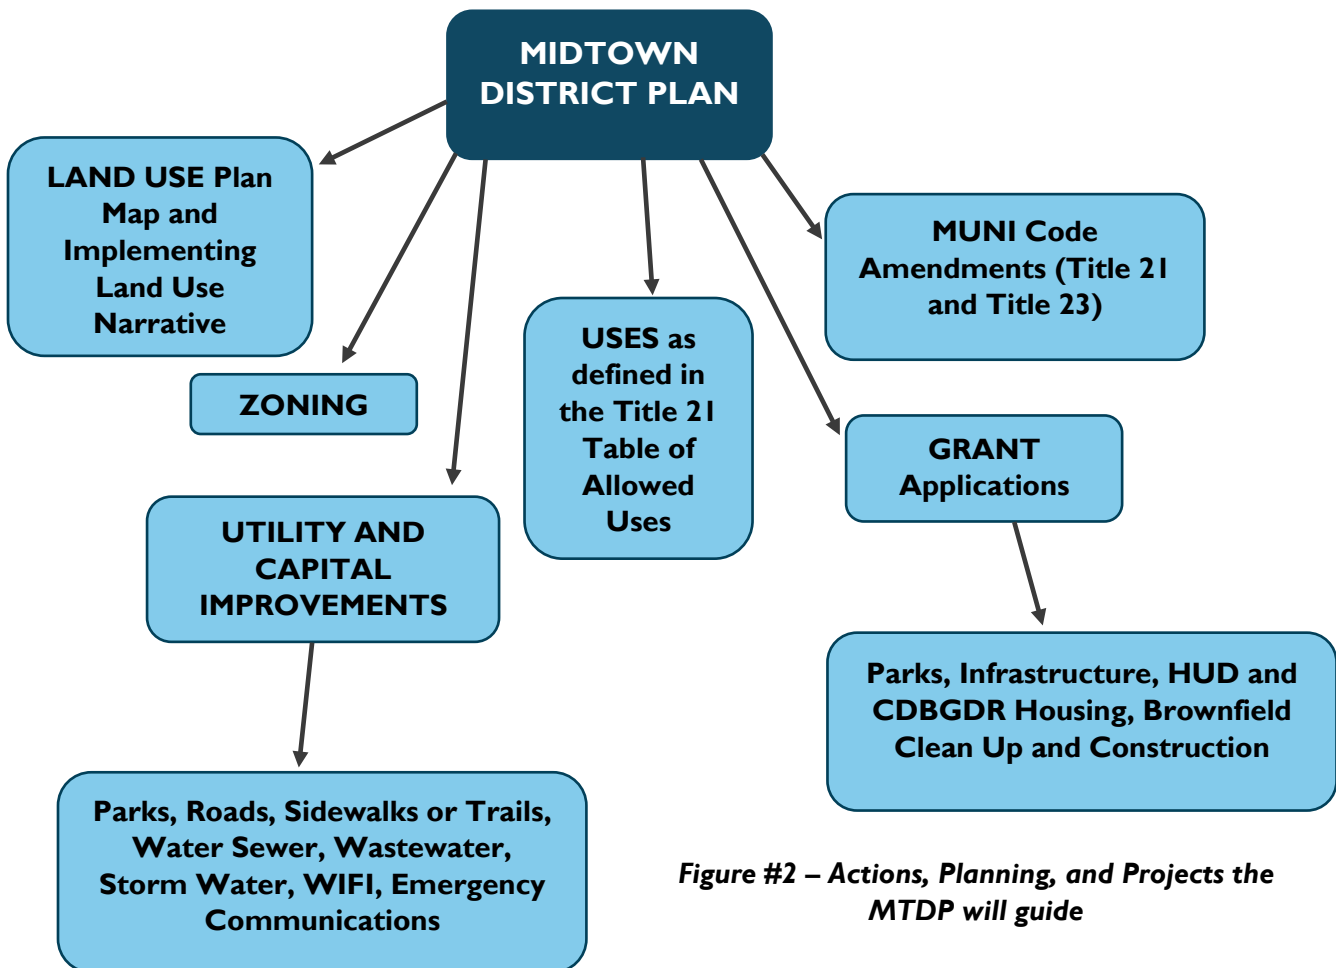 MIDTOWN
DISTRICT PLAN
LAND USE Plan
Map and
Implementing
Land Use
Narrative
MUNI Code
Amendments (Title 21
and Title 23)
USES as
defined in
the Title 21
Table of
Allowed
Uses
ZONING
GRANT
Applications
UTILITY AND
CAPITAL
IMPROVEMENTS
Parks, Infrastructure, HUD and
CDBGDR Housing, Brownfield
Clean Up and Construction
Parks, Roads, Sidewalks or Trails,
Water Sewer, Wastewater,
Storm Water, WIFI, Emergency
Communications
Figure #2 – Actions, Planning, and Projects the
MTDP will guide